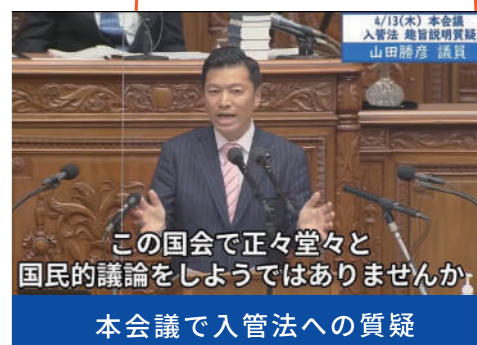 4/13(木) 本会議
入管法 趣旨説明質疑
山田勝彦 議員
この国会で正々堂々と
国民的議論をしようではありませんか
本会議で入管法への質疑